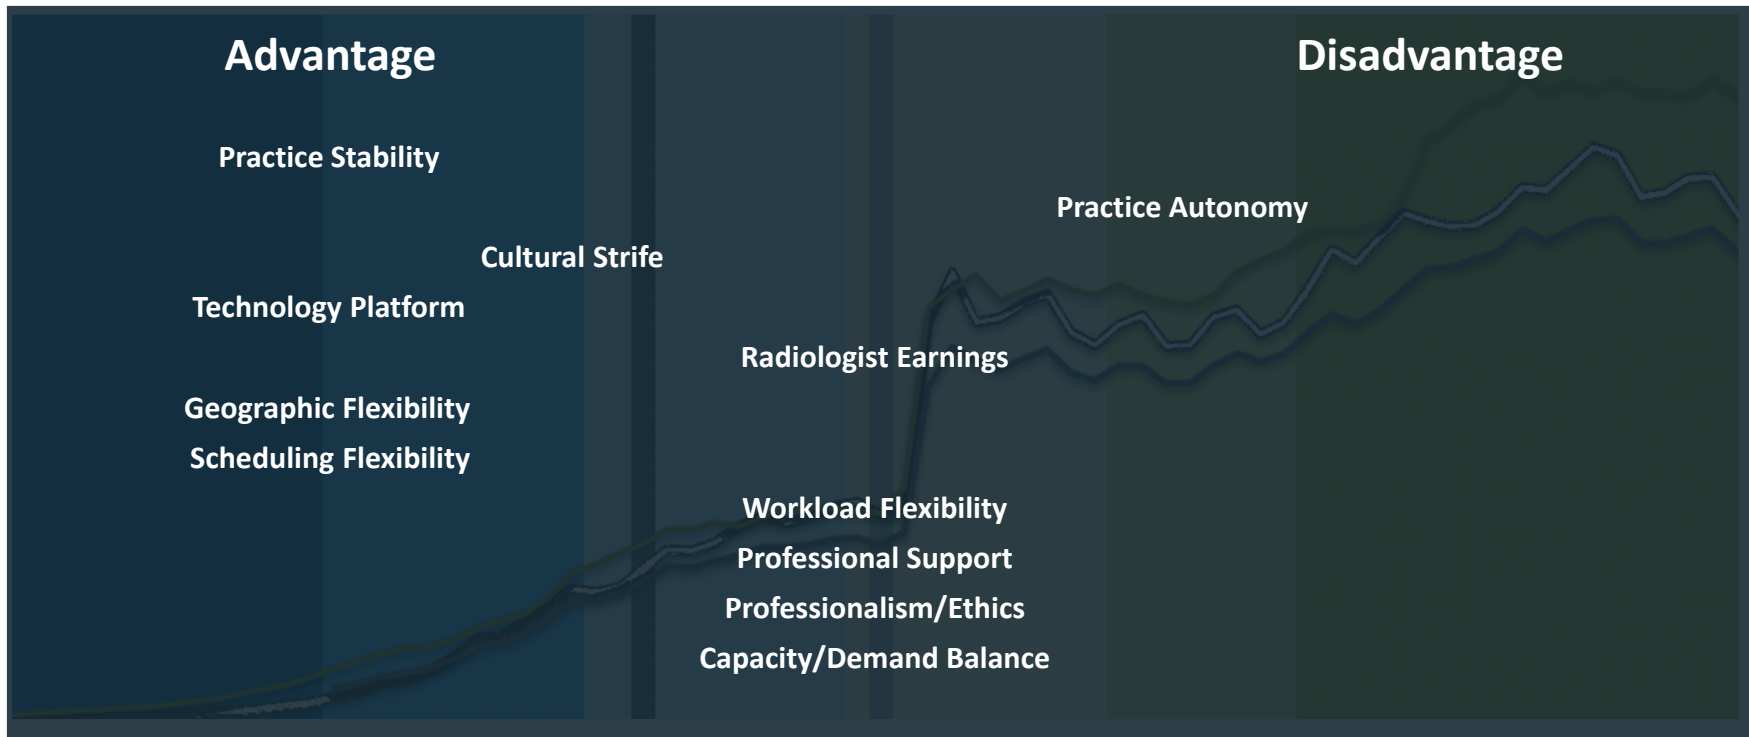 Advantage
Disadvantage
Practice Stability
Practice Autonomy
Cultural Strife
Technology Platform
Radiologist Earnings
Geographic Flexibility
Scheduling Flexibility
Workload Flexibility
Professional Support
Professionalism/Ethics
Capacity/Demand Balance